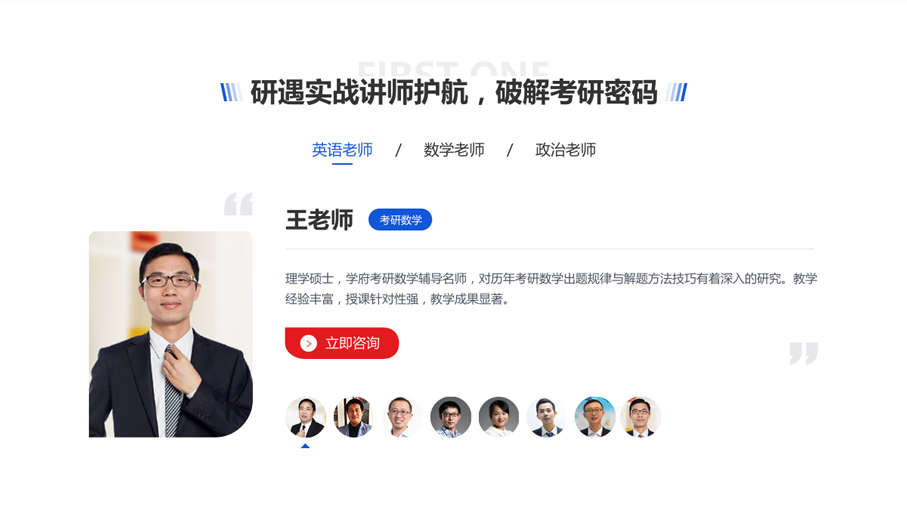 FIRST ONE
研遇实战讲师护航，破解考研密码
英语老师 / 数学老师 / 政治老师
王老师 考研数学
理学硕士，学府考研数学辅导名师，对历年考研数学出题规律与解题方法技巧有着深入的研究。教学
经验丰富，授课针对性强，教学成果显著。
立即咨询